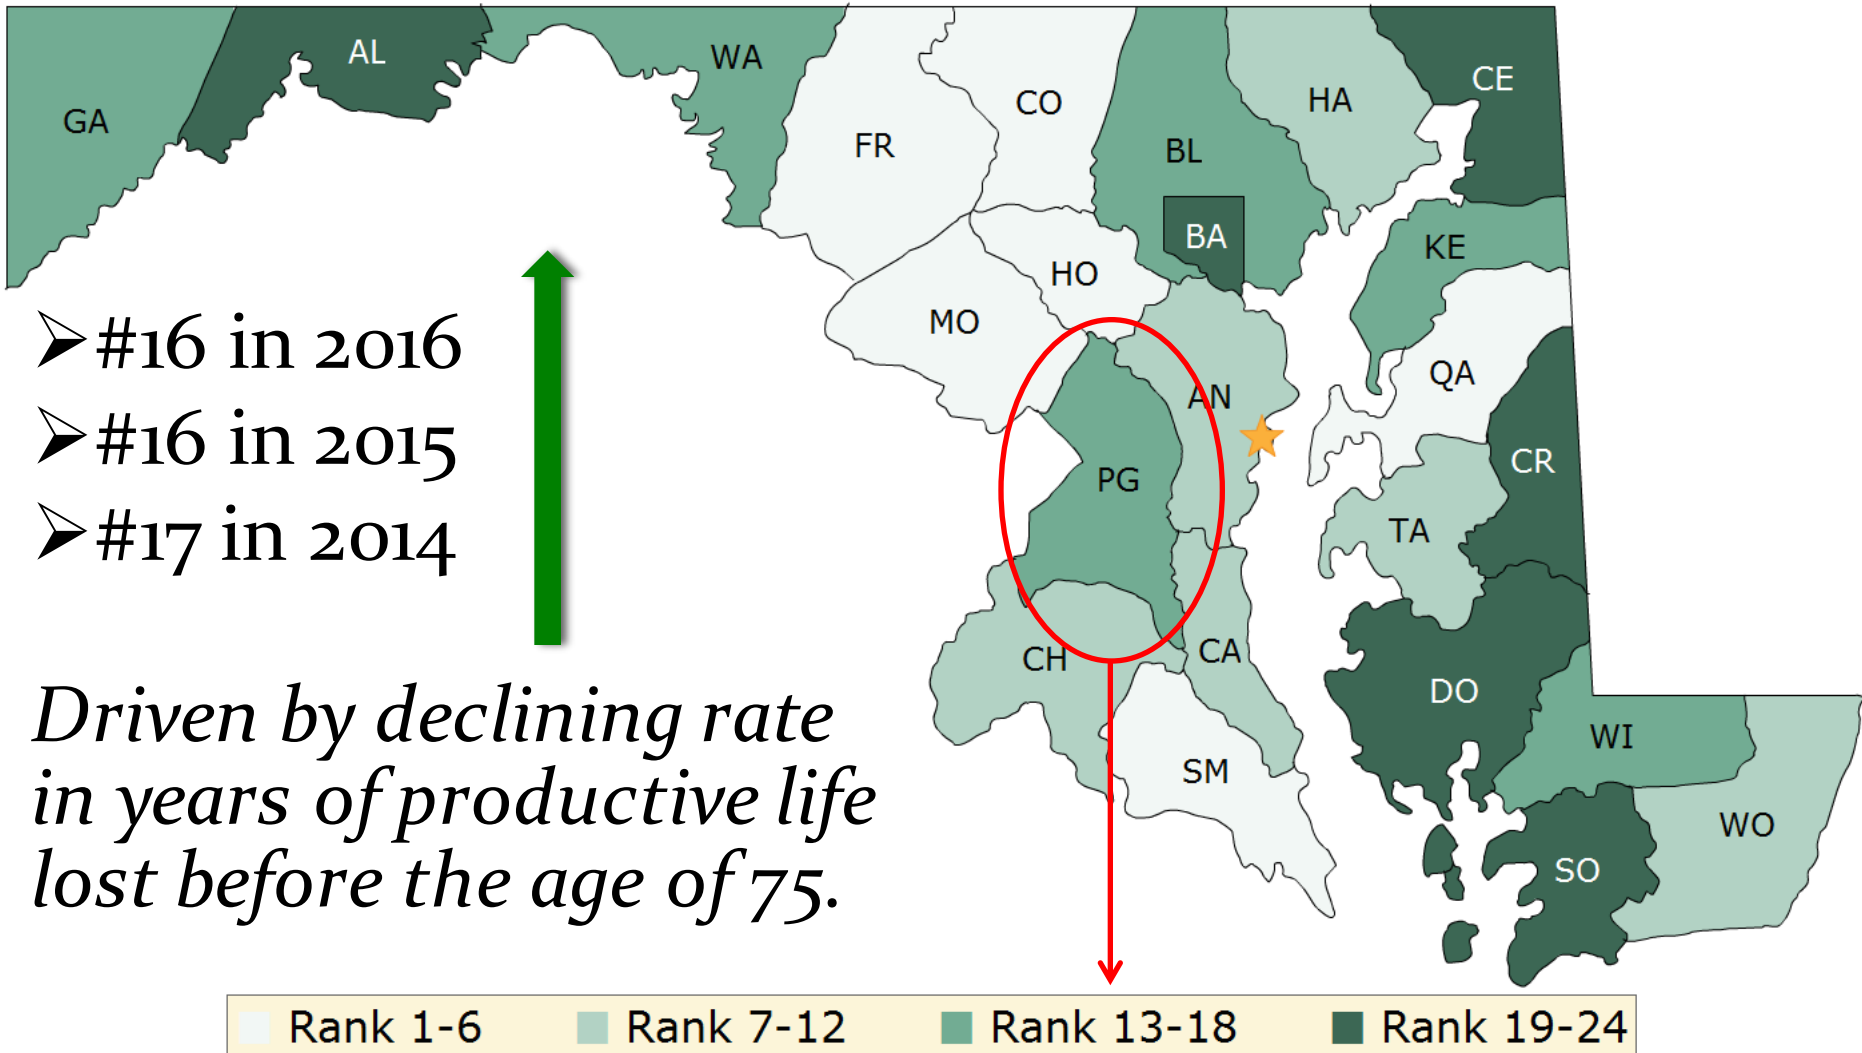 GA
AL
WA
FR
CO
BL
HA
CE
BA
KE
HO
MO
QA
AN
CR
PG
TA
CH
CA
DO
WI
SM
WO
SO
➢#16 in 2016
➢#16 in 2015
➢#17 in 2014
Driven by declining rate
in years of productive life
lost before the age of 75.
Rank 1-6 Rank 7-12 Rank 13-18 Rank 19-24